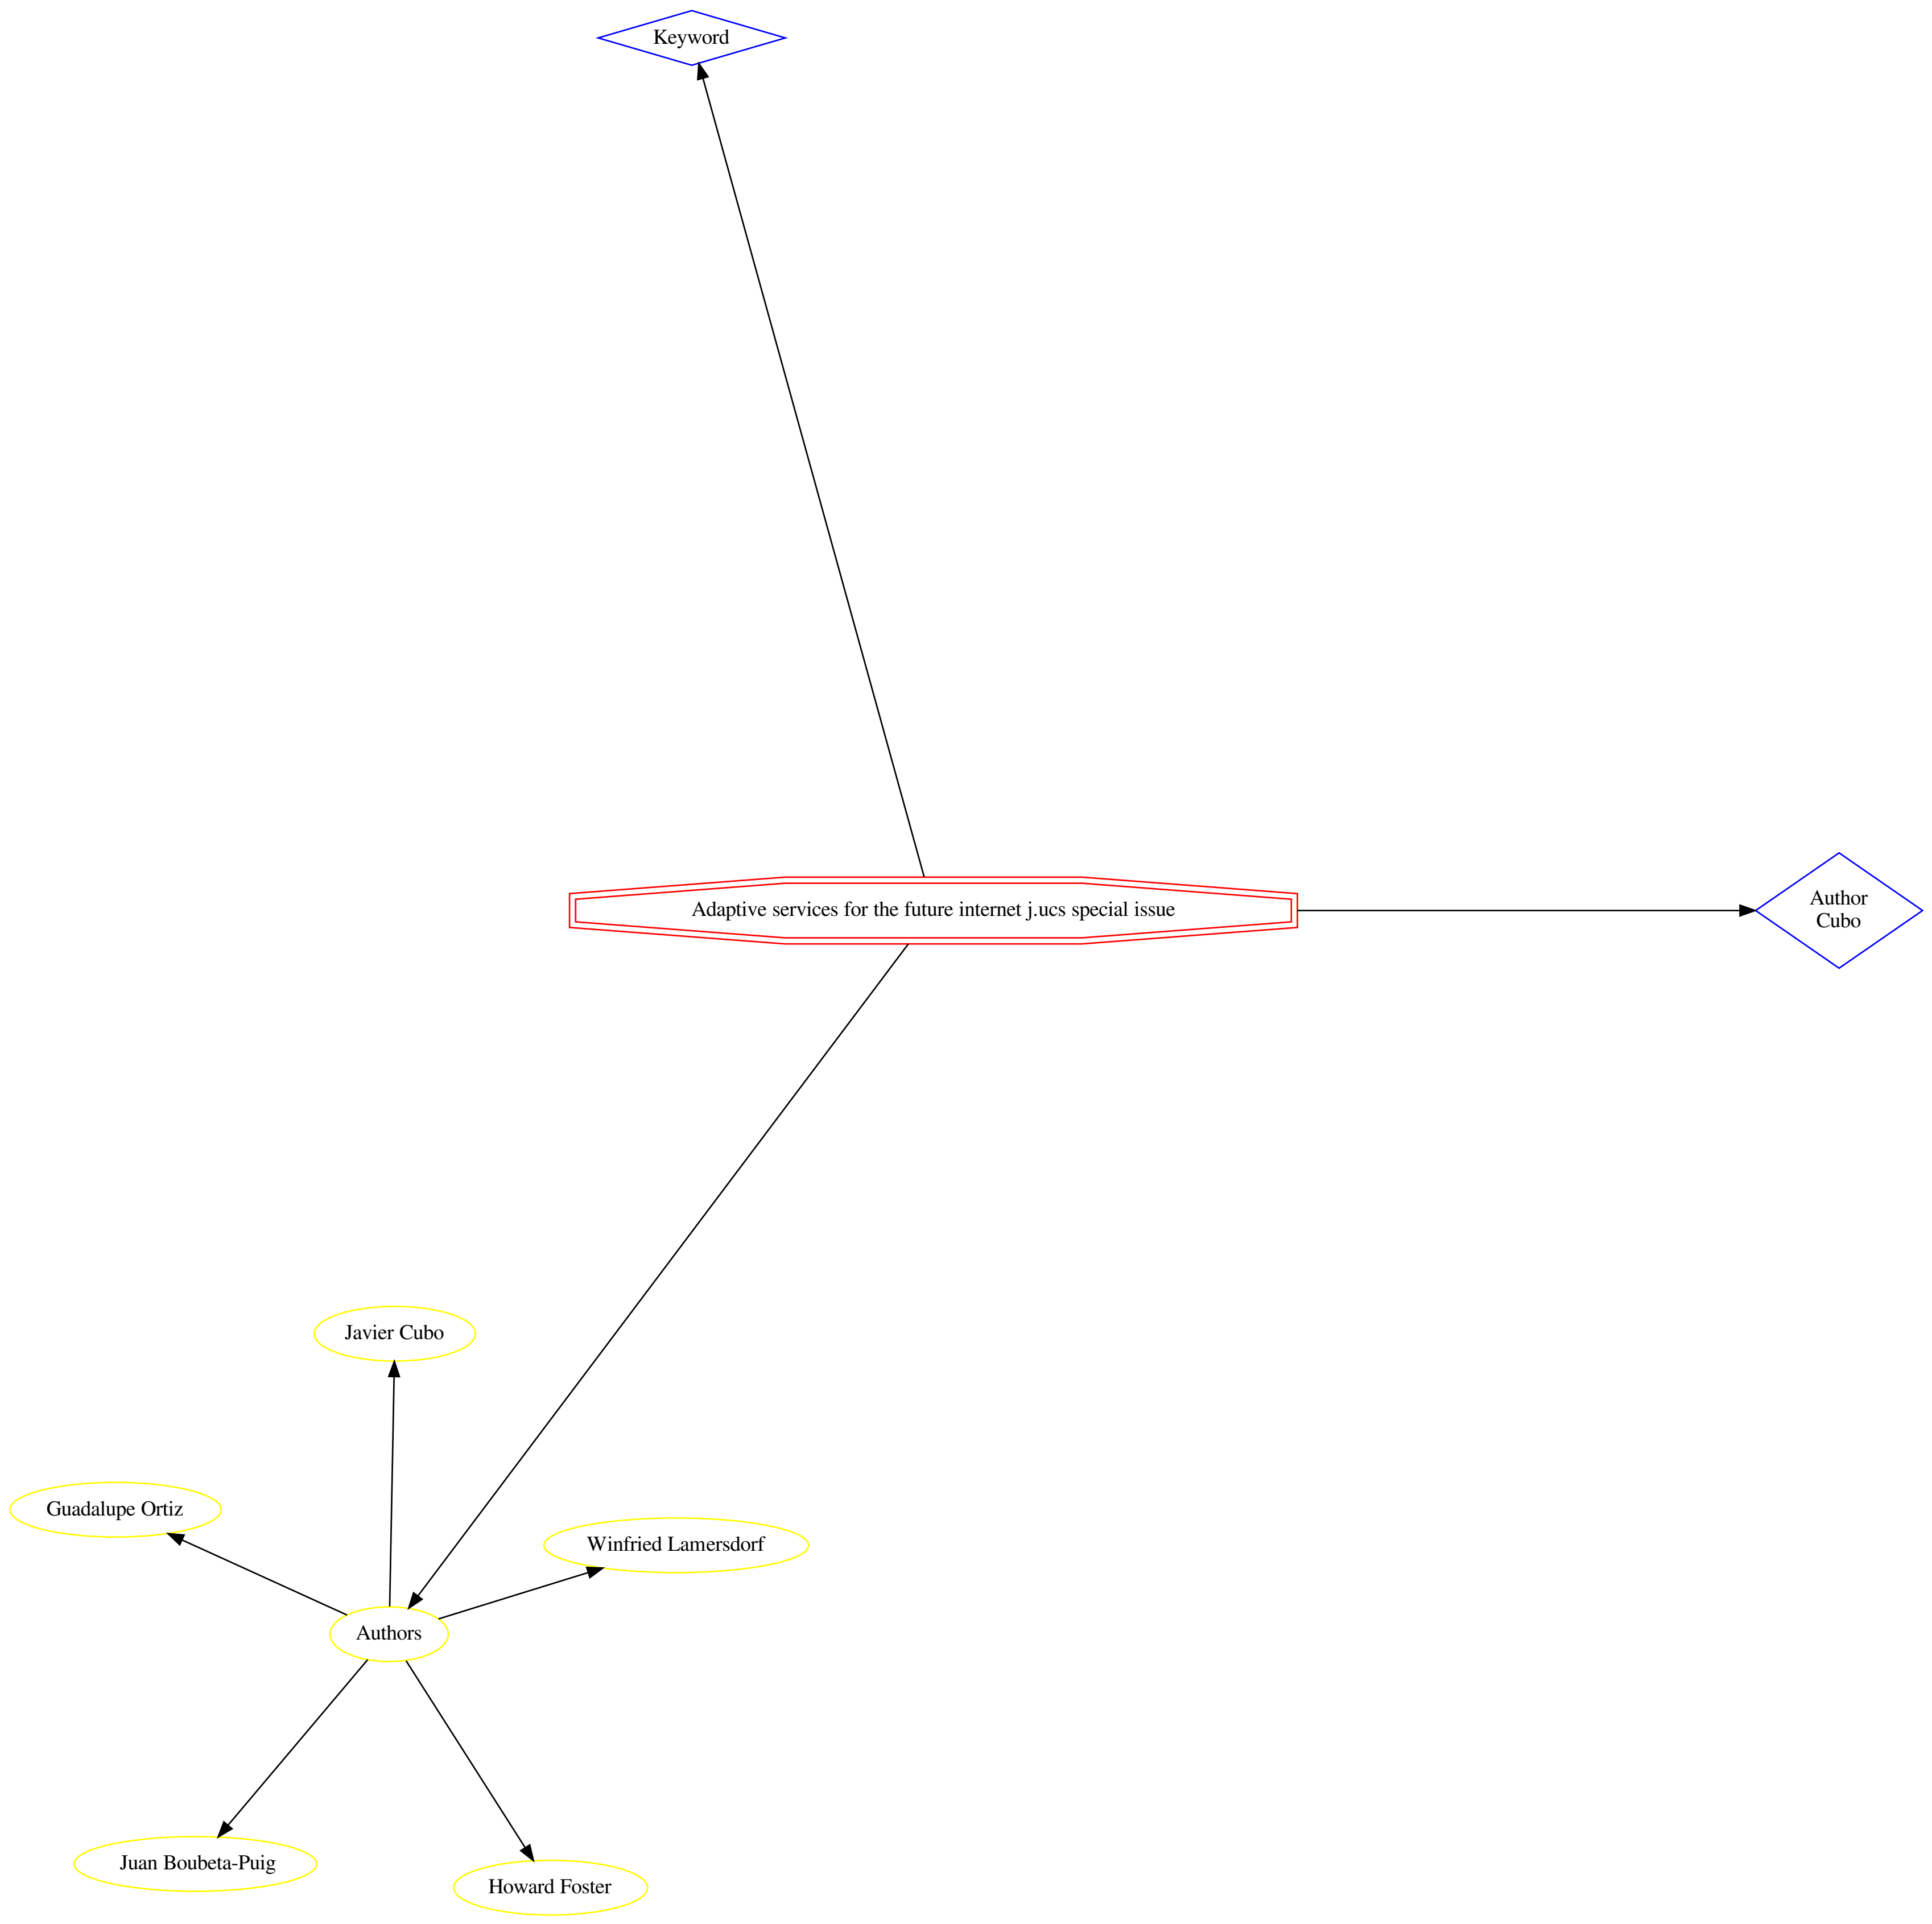 Keyword
Adaptive services for the future internet j.ucs special issue
Author
Cubo
Javier Cubo
Guadalupe Ortiz
Winfried Lamersdorf
Authors
Juan Boubeta-Puig
Howard Foster